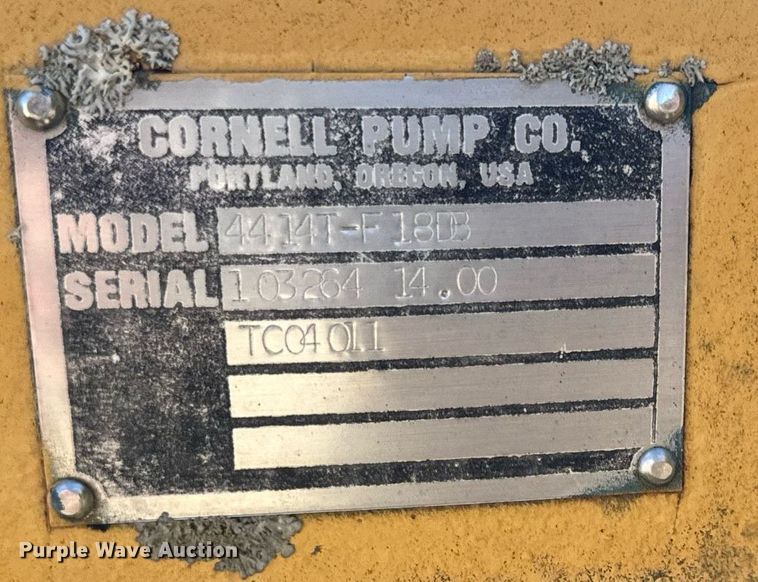 CORNELL PUMP CO.
PORTLAND, OREGON, USA
MODEL 4414T-F18DB
SERIAL 103264 14.00
TC04011
Purple Wave Auction